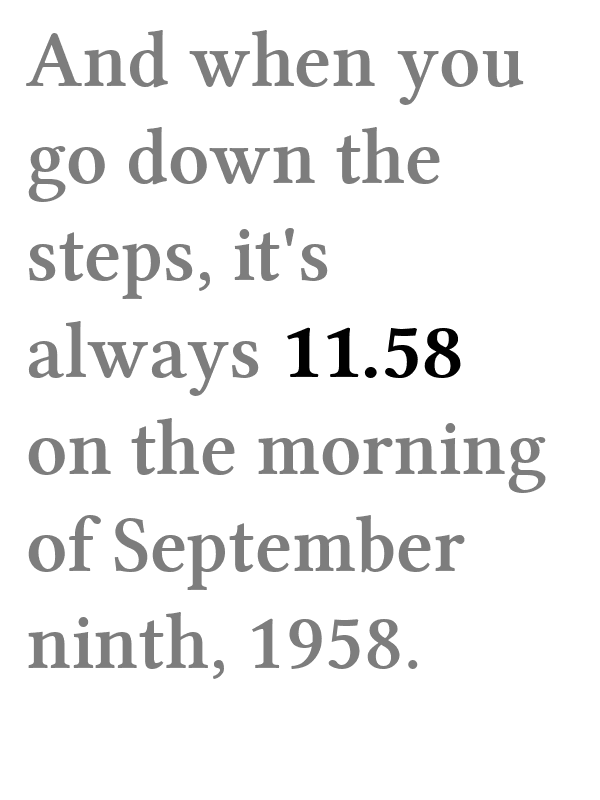 And when you
go down the
steps, it's
always 11.58
on the morning
of September
ninth, 1958.